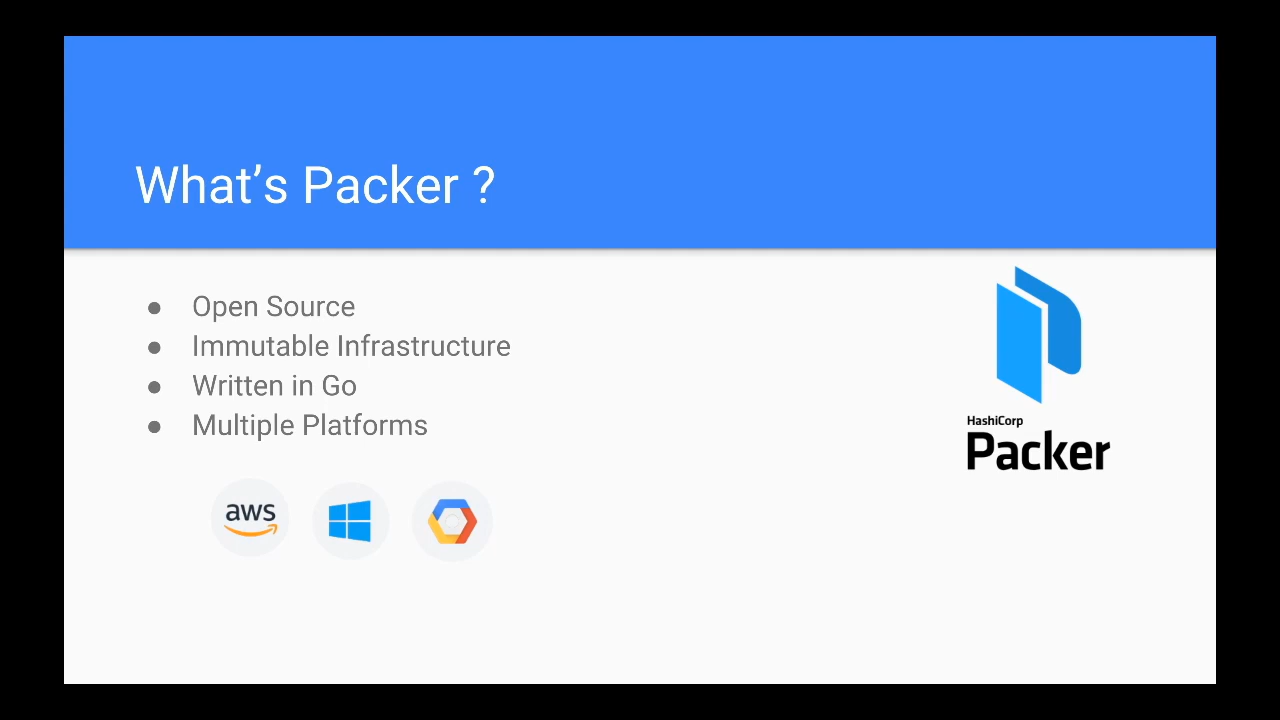 What’s Packer ?
● Open Source
● Immutable Infrastructure
● Written in Go
● Multiple Platforms
aws
HashiCorp
Packer